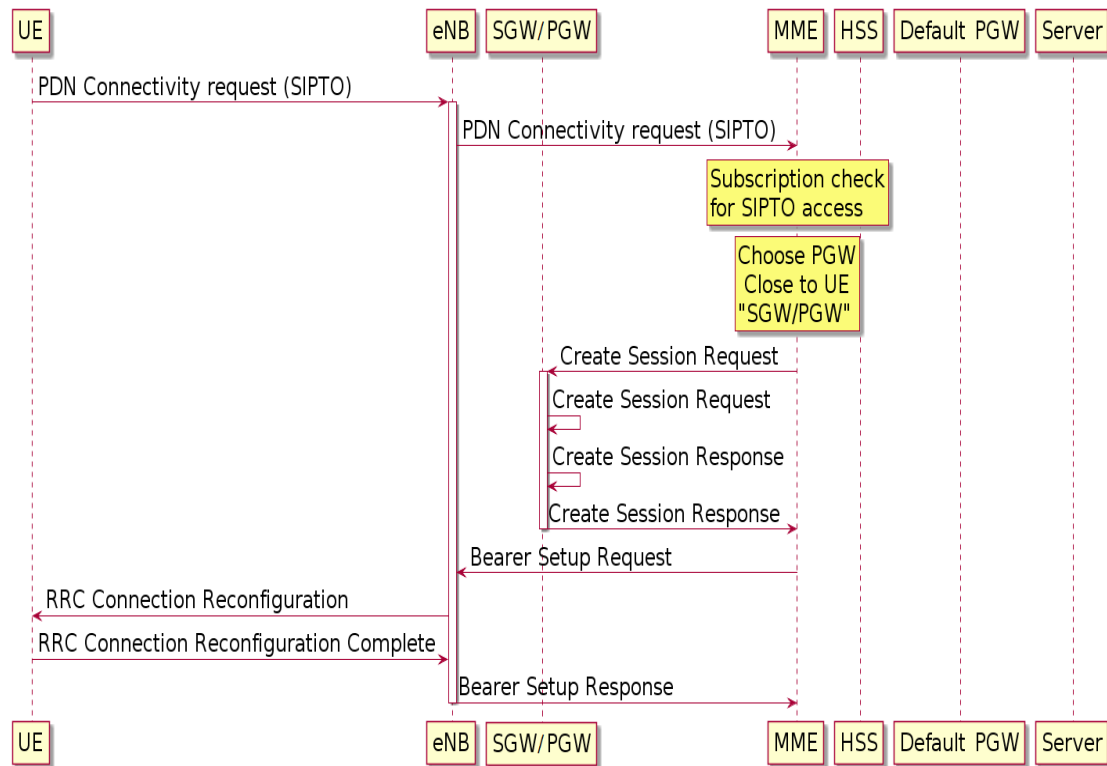 UE eNB SGW/PGW MME HSS Default PGW Server
PDN Connectivity request (SIPTO)
PDN Connectivity request (SIPTO)
Subscription check
for SIPTO access
Choose PGW
Close to UE
"SGW/PGW"
Create Session Request
Create Session Request
Create Session Response
Create Session Response
Bearer Setup Request
RRC Connection Reconfiguration
RRC Connection Reconfiguration Complete
Bearer Setup Response
UE eNB SGW/PGW MME HSS Default PGW Server